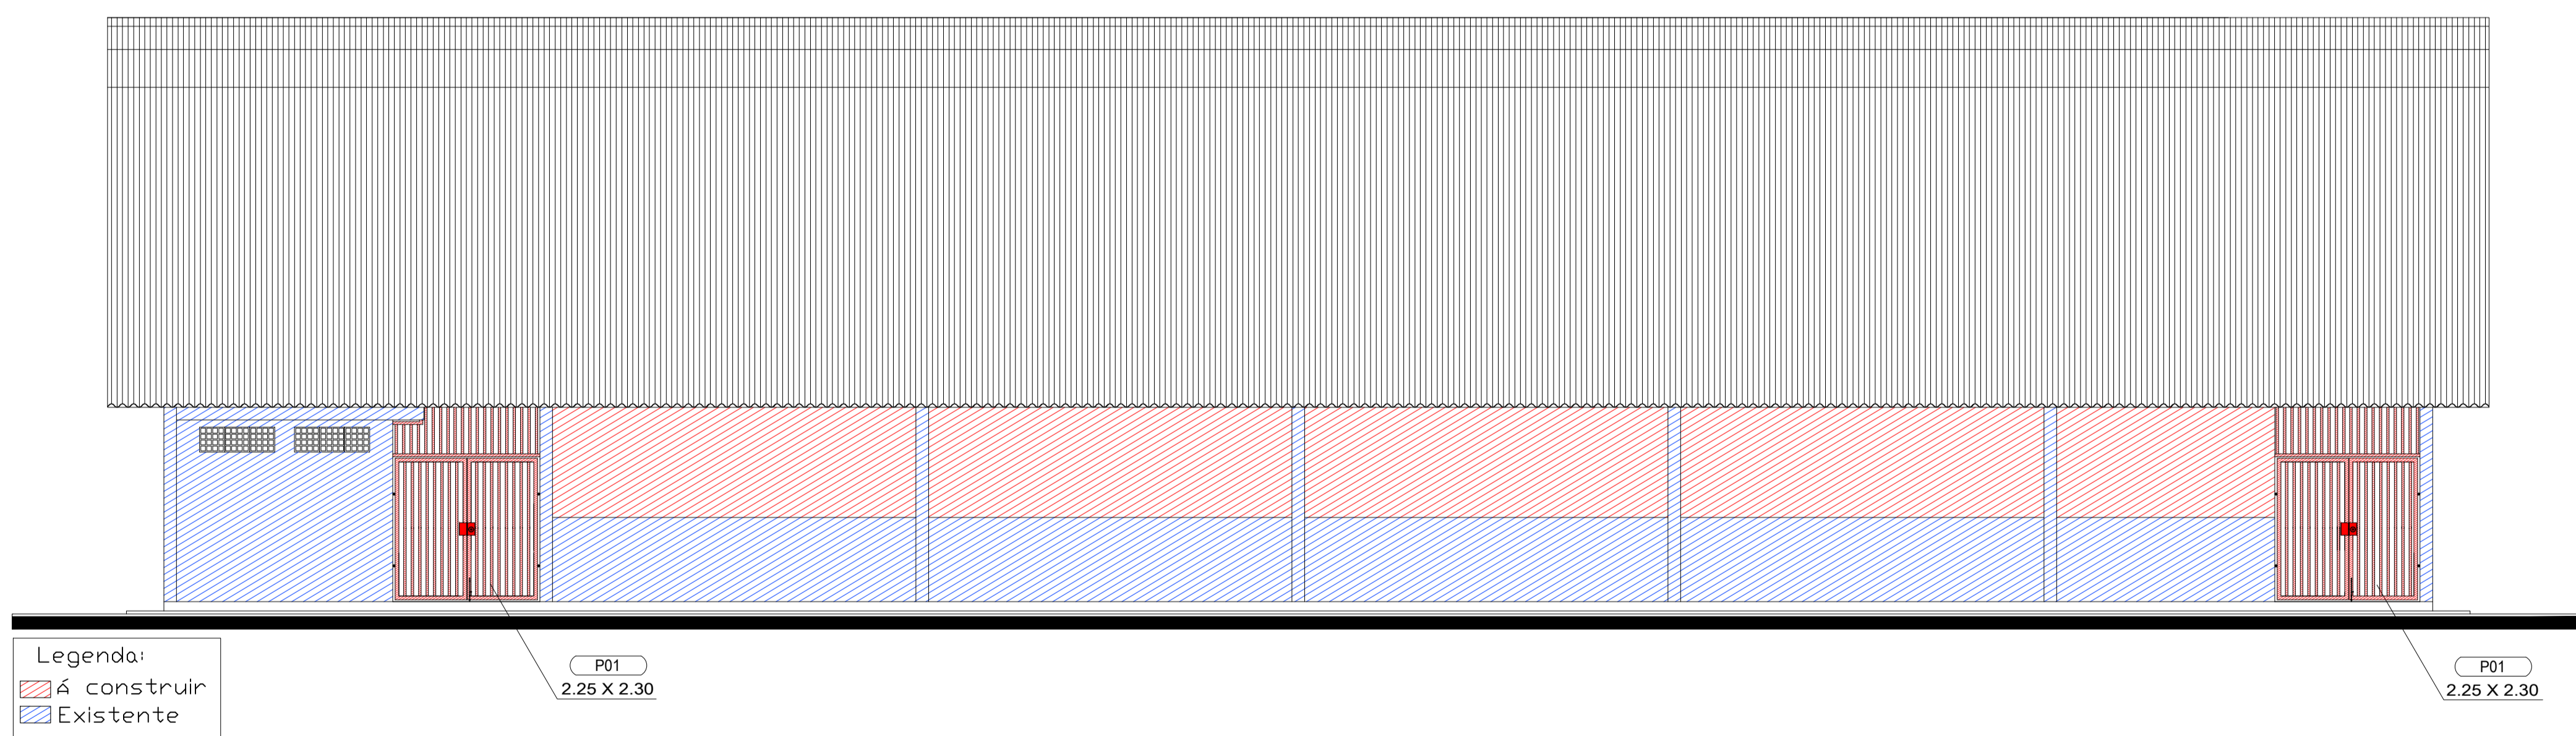 Legenda:
Á construir
Existente
P01
2.25 X 2.30
P01
2.25 X 2.30